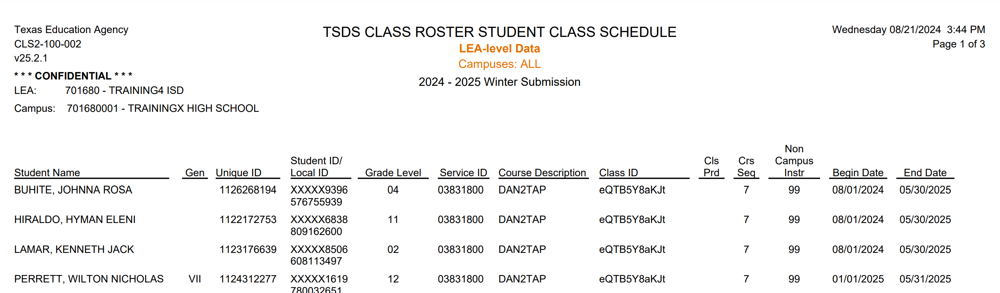 Texas Education Agency
CLS2-100-002
v25.2.1
* * * CONFIDENTIAL * * *
LEA: 701680 - TRAINING4 ISD
Campus: 701680001 - TRAININGX HIGH SCHOOL
TSDS CLASS ROSTER STUDENT CLASS SCHEDULE
LEA-level Data
Campuses: ALL
2024 - 2025 Winter Submission
Wednesday 08/21/2024 3:44 PM
Page 1 of 3
Student Name Gen Unique ID Student ID/ Local ID Grade Level Service ID Course Description Class ID Cls Prd Crs Seq Non Campus Instr Begin Date End Date
BUHITE, JOHNNA ROSA 1126268194 XXXXX9396 04 03831800 DAN2TAP eQTB5Y8aKJt 7 99 08/01/2024 05/30/2025
576755939
HIRALDO, HYMAN ELENI 1122172753 XXXXX6838 11 03831800 DAN2TAP eQTB5Y8aKJt 7 99 08/01/2024 05/30/2025
809162600
LAMAR, KENNETH JACK 1123176639 XXXXX8506 02 03831800 DAN2TAP eQTB5Y8aKJt 7 99 08/01/2024 05/30/2025
608113497
PERRETT, WILTON NICHOLAS VII 1124312277 XXXXX1619 12 03831800 DAN2TAP eQTB5Y8aKJt 7 99 01/01/2025 05/31/2025
780032651